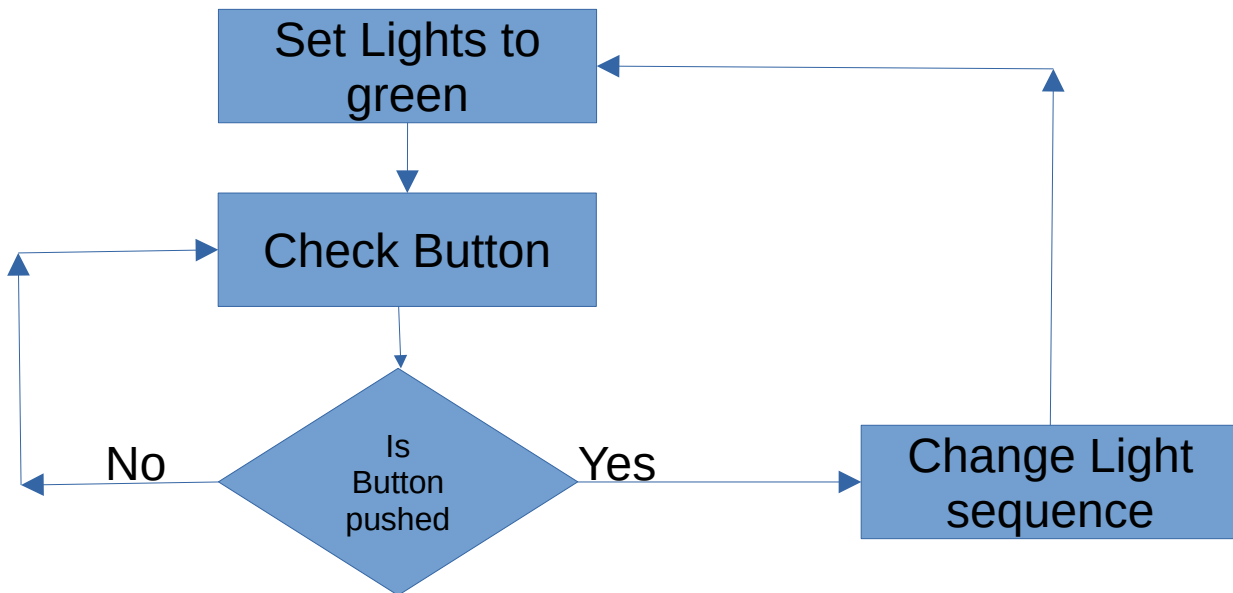 Set Lights to
green
Check Button
Is
Button
pushed
No
Yes
Change Light
sequence